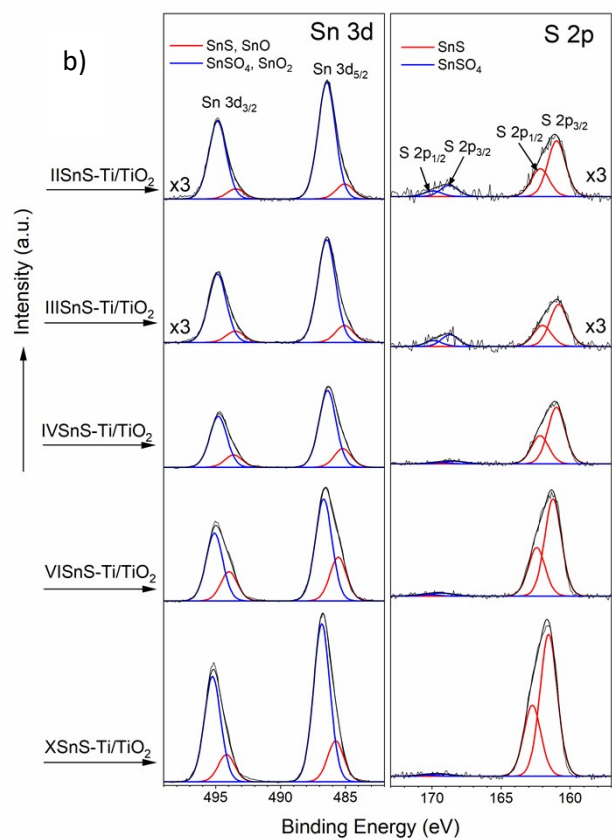 b)
Sn 3d
SnS, SnO
SnSO₄, SnO₂
Sn 3d₃/₂
Sn 3d₅/₂
S 2p
SnS
SnSO₄
S 2p₁/₂
S 2p₃/₂
S 2p₁/₂
S 2p₃/₂
IISnS-Ti/TiO₂
x3
x3
IIISnS-Ti/TiO₂
x3
x3
IVSnS-Ti/TiO₂
VISnS-Ti/TiO₂
XSnS-Ti/TiO₂
Intensity (a.u.)
495 490 485
170 165 160
Binding Energy (eV)